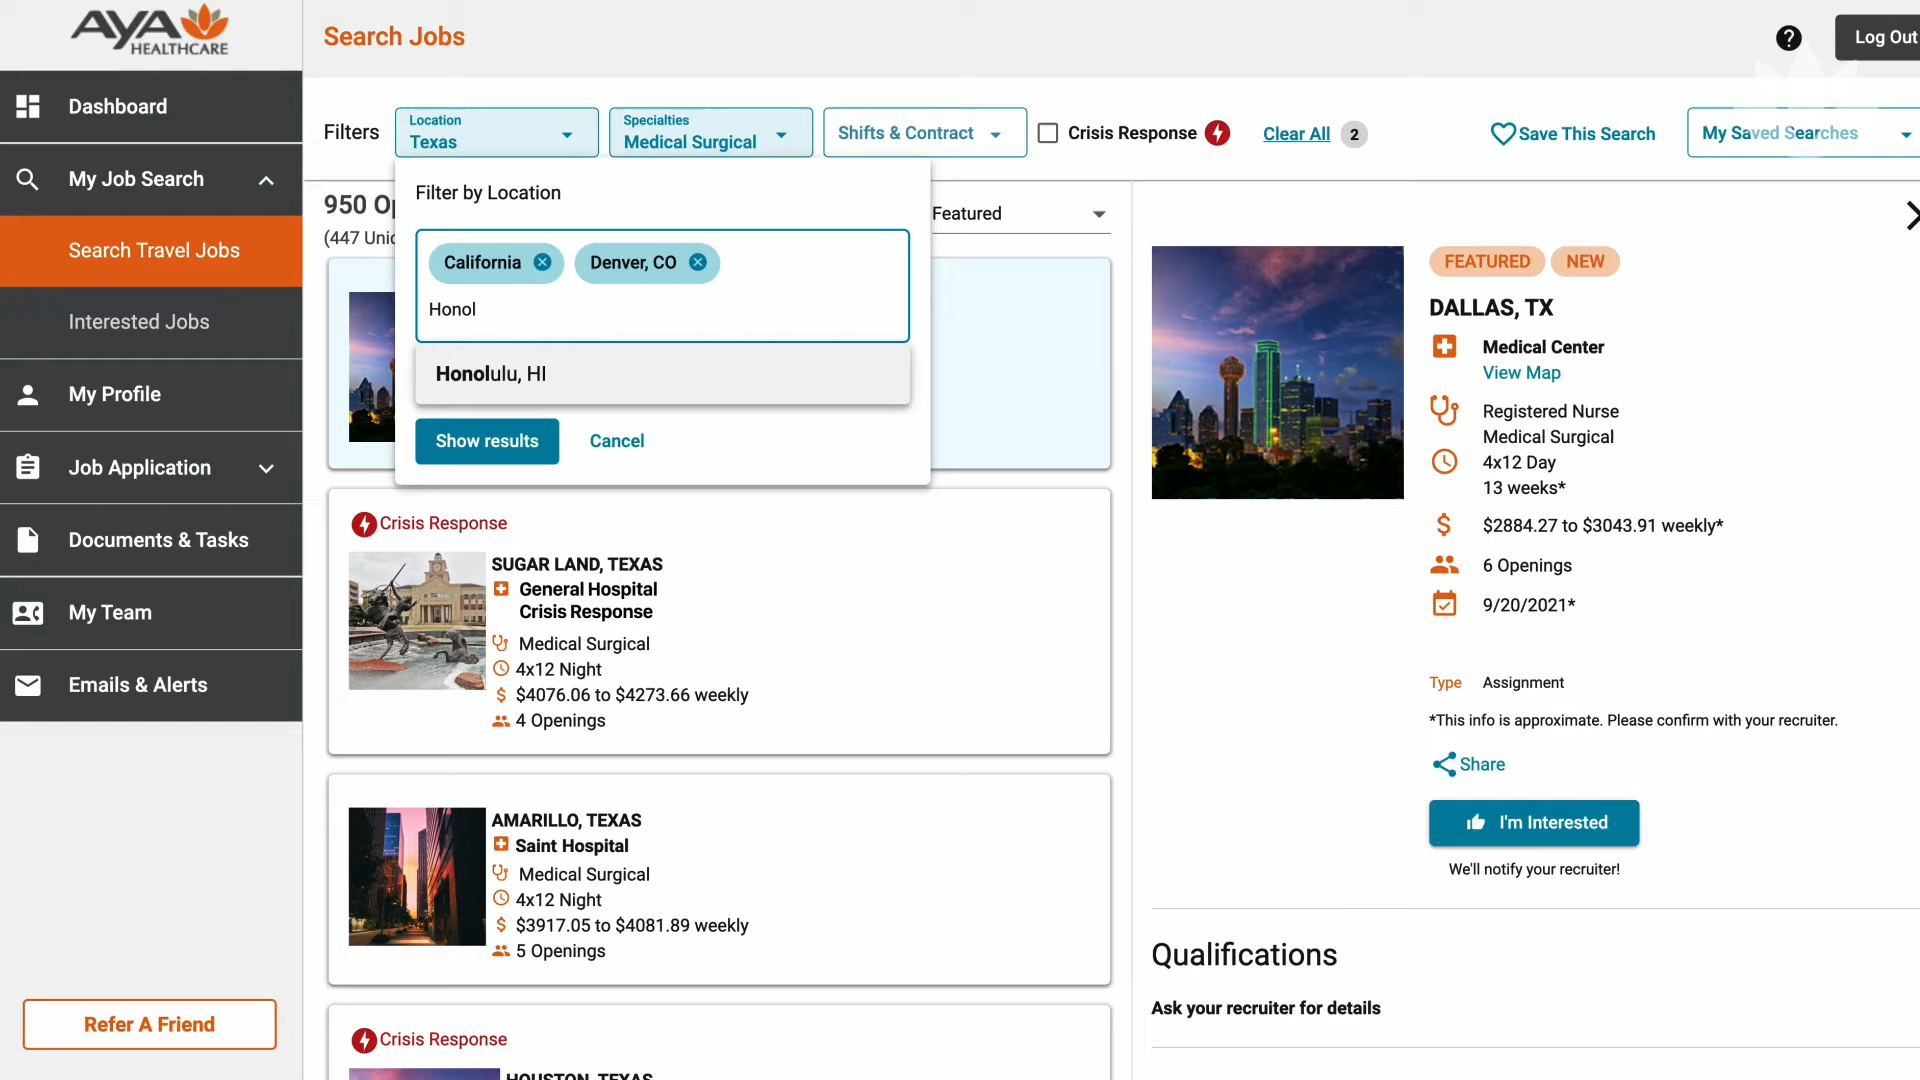 AYA
HEALTHCARE
Dashboard
My Job Search
Search Travel Jobs
Interested Jobs
My Profile
Job Application
Documents & Tasks
My Team
Emails & Alerts
Refer A Friend
Search Jobs
?
Log Out
Filters
Location
Texas
Specialties
Medical Surgical
Shifts & Contract
Crisis Response
Clear All
2
Save This Search
My Saved Searches
Filter by Location
California
Denver, CO
Honol
Honolulu, HI
Show results
Cancel
950
(447
Featured
Crisis Response
SUGAR LAND, TEXAS
General Hospital
Crisis Response
Medical Surgical
4x12 Night
$4076.06 to $4273.66 weekly
4 Openings
AMARILLO, TEXAS
Saint Hospital
Medical Surgical
4x12 Night
$3917.05 to $4081.89 weekly
5 Openings
Crisis Response
HOUSTON, TEXAS
FEATURED
NEW
DALLAS, TX
Medical Center
View Map
Registered Nurse
Medical Surgical
4x12 Day
13 weeks*
$2884.27 to $3043.91 weekly*
6 Openings
9/20/2021*
Type Assignment
*This info is approximate. Please confirm with your recruiter.
Share
I'm Interested
We'll notify your recruiter!
Qualifications
Ask your recruiter for details